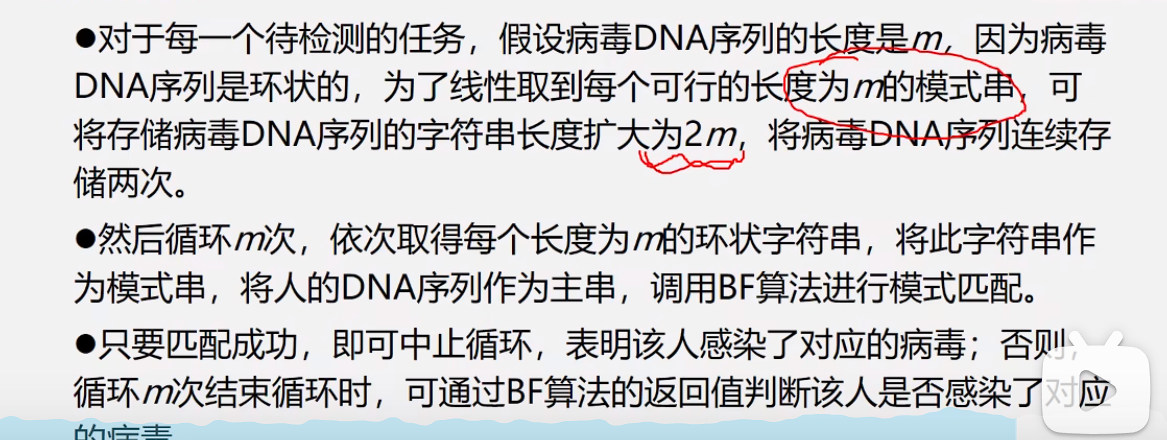 ●对于每一个待检测的任务，假设病毒DNA序列的长度是m，因为病毒
DNA序列是环状的，为了线性取到每个可行的长度为m的模式串，可
将存储病毒DNA序列的字符串长度扩大为2m，将病毒DNA序列连续存
储两次。
●然后循环m次，依次取得每个长度为m的环状字符串，将此字符串作
为模式串，将人的DNA序列作为主串，调用BF算法进行模式匹配。
●只要匹配成功，即可中止循环，表明该人感染了对应的病毒；否则，
循环m次结束循环时，可通过BF算法的返回值判断该人是否感染了对应
的病毒